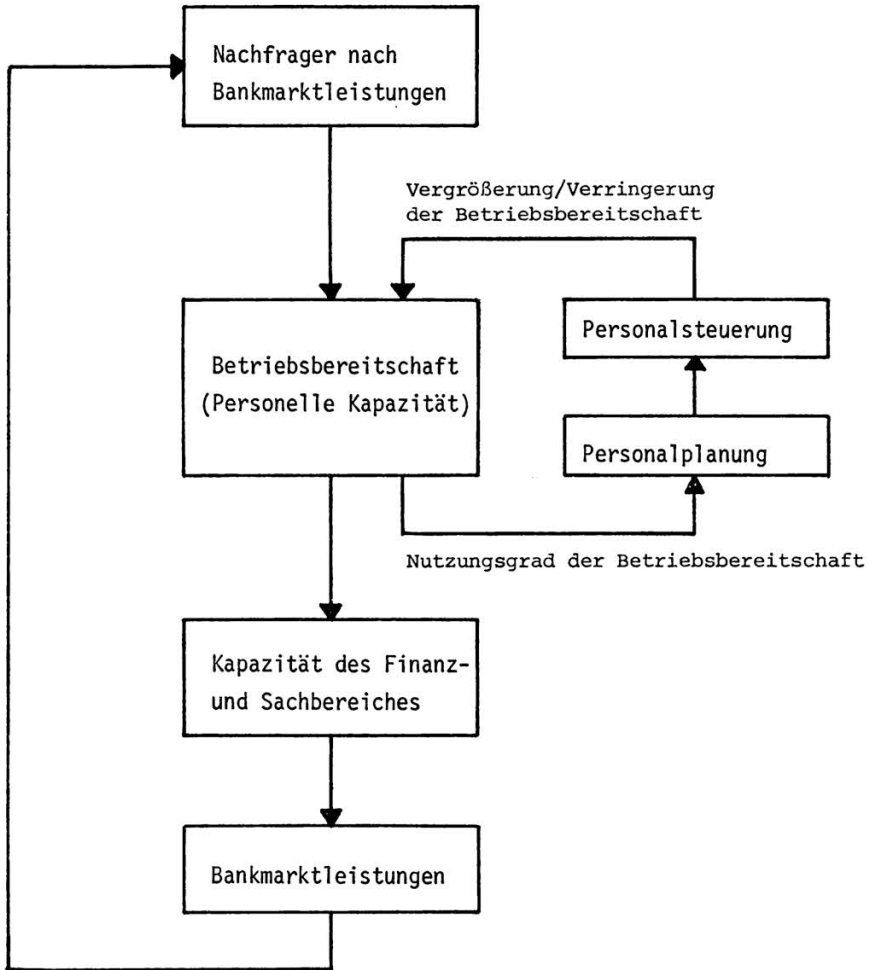 Nachfrager nach
Bankmarktleistungen
Vergrößerung/Verringerung
der Betriebsbereitschaft
Betriebsbereitschaft
(Personelle Kapazität)
Personalsteuerung
Personalplanung
Nutzungsgrad der Betriebsbereitschaft
Kapazität des Finanz-
und Sachbereiches
Bankmarktleistungen